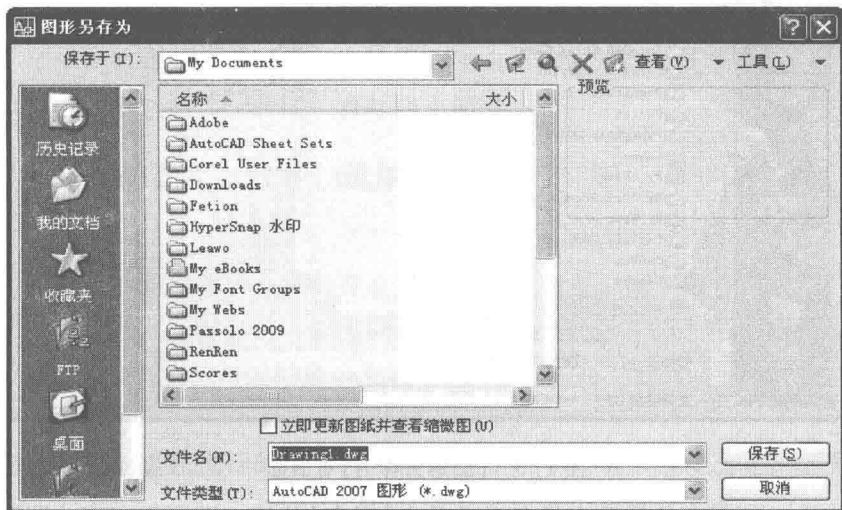 图形另存为
保存于(I): My Documents 查看(V) 工具(L)
历史记录
我的文档
收藏夹
FTP
桌面
名称 大小
Adobe
AutoCAD Sheet Sets
Corel User Files
Downloads
Fetion
HyperSnap 水印
Leawo
My eBooks
My Font Groups
My Webs
Passolo 2009
RenRen
Scores
预览
立即更新图纸并查看缩微图(U)
文件名(N): Drawing1.dwg 保存(S)
文件类型(T): AutoCAD 2007 图形 (*.dwg) 取消